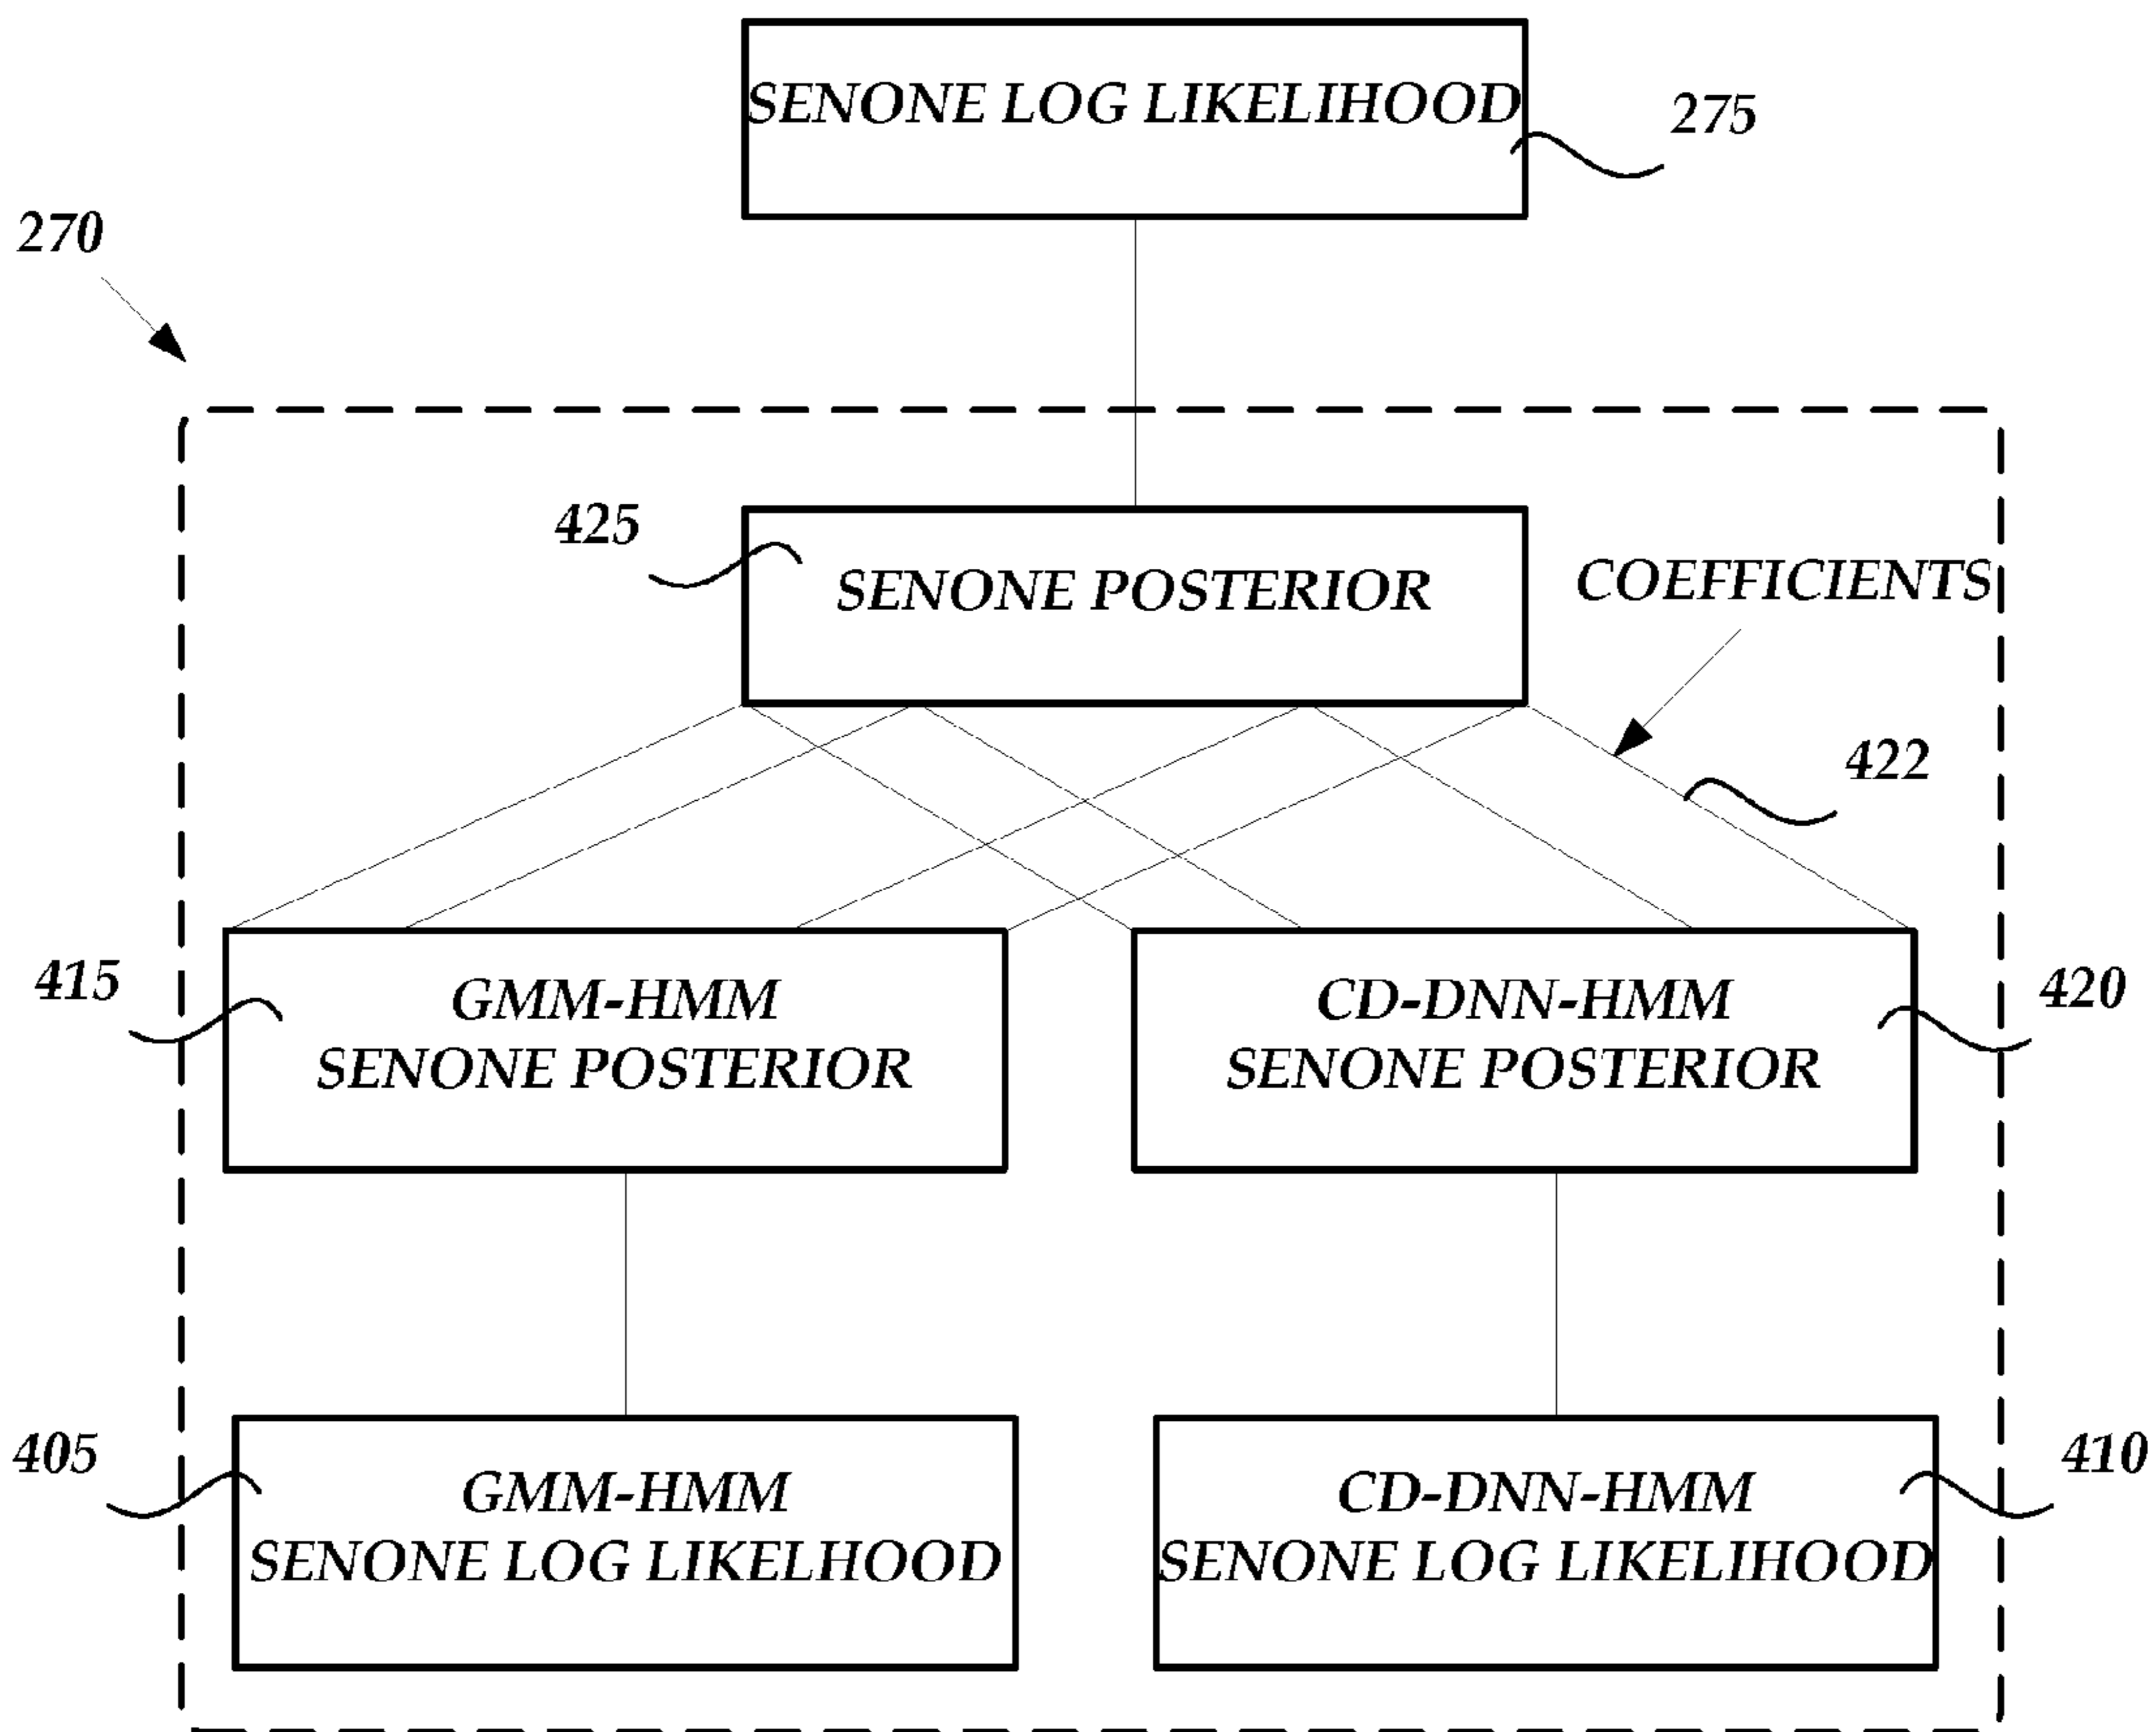 SENONE LOG LIKELIHOOD
275
270
425
SENONE POSTERIOR
COEFFICIENTS
422
415
GMM-HMM
SENONE POSTERIOR
CD-DNN-HMM
SENONE POSTERIOR
420
405
GMM-HMM
SENONE LOG LIKELHOOD
CD-DNN-HMM
SENONE LOG LIKELIHOOD
410